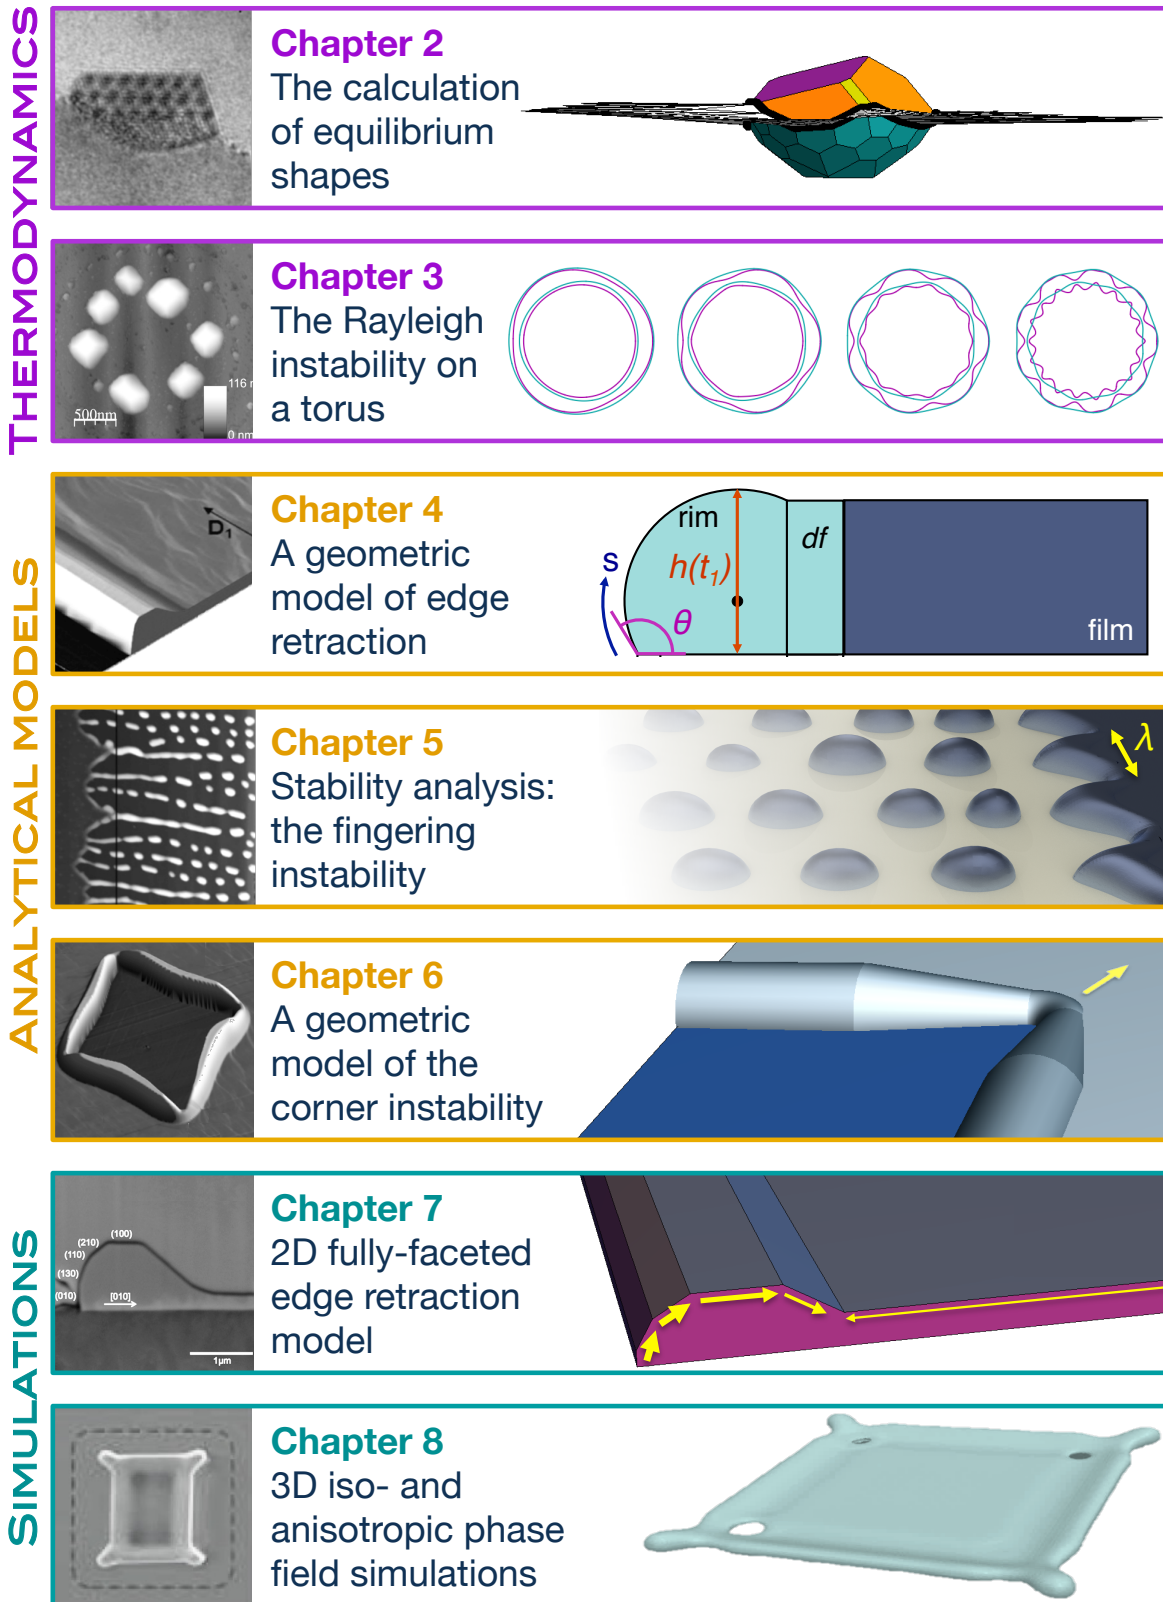 THERMODYNAMICS
Chapter 2
The calculation
of equilibrium
shapes
Chapter 3
The Rayleigh
instability on
a torus
500nm
116 n
0 nm
ANALYTICAL MODELS
Chapter 4
A geometric
model of edge
retraction
D1
rim
df
s
h(t1)
θ
film
Chapter 5
Stability analysis:
the fingering
instability
λ
Chapter 6
A geometric
model of the
corner instability
SIMULATIONS
Chapter 7
2D fully-faceted
edge retraction
model
(100)
(210)
(110)
(130)
(010)
[010]
1µm
Chapter 8
3D iso- and
anisotropic phase
field simulations